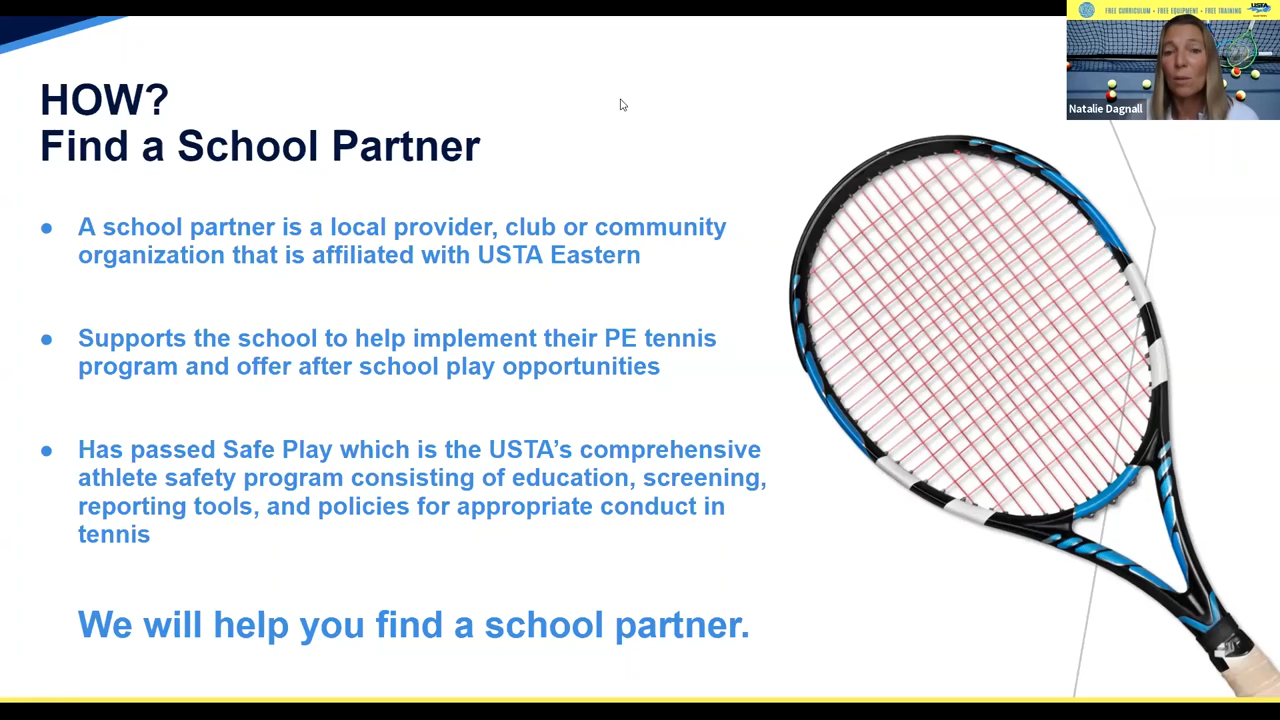 FREE CURRICULUM • FREE EQUIPMENT • FREE TRAINING
USTA
Natalie Dagnall
HOW?
Find a School Partner
● A school partner is a local provider, club or community
organization that is affiliated with USTA Eastern
● Supports the school to help implement their PE tennis
program and offer after school play opportunities
● Has passed Safe Play which is the USTA’s comprehensive
athlete safety program consisting of education, screening,
reporting tools, and policies for appropriate conduct in
tennis
We will help you find a school partner.